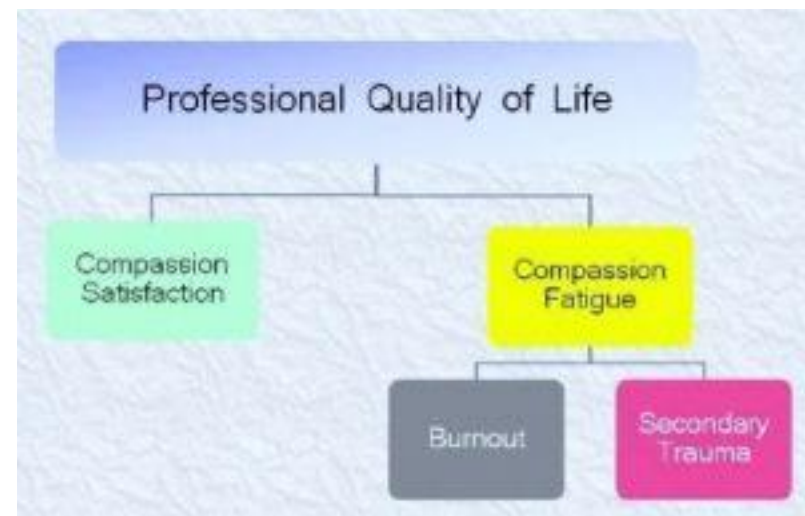 Professional Quality of Life
Compassion
Satisfaction
Compassion
Fatigue
Burnout
Secondary
Trauma